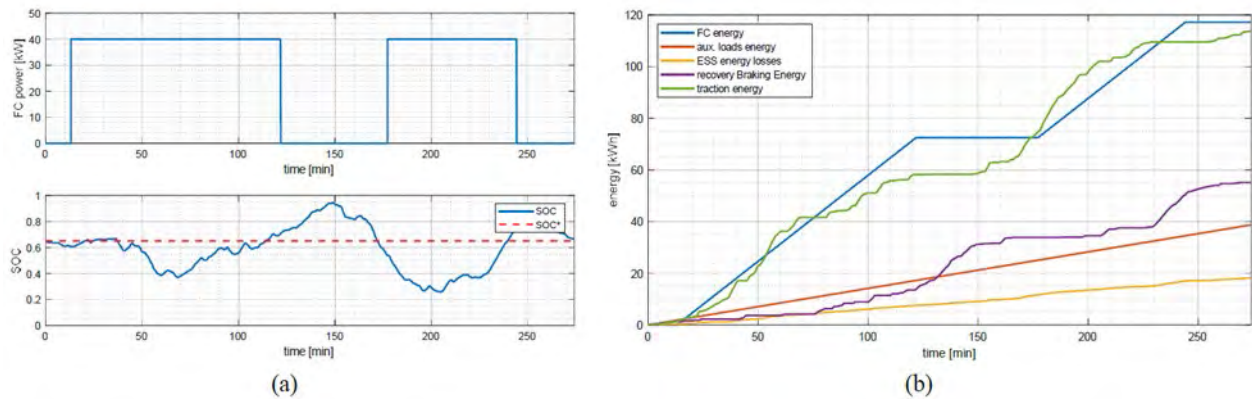 FC power [kW]
50
40
30
20
10
0
0 50 100 150 200 250
time [min]
SOC
1
0.8
0.6
0.4
0.2
0
SOC
SOC*
0 50 100 150 200 250
time [min]
(a)
energy [kWh]
120
100
80
60
40
20
0
FC energy
aux. loads energy
ESS energy losses
recovery Braking Energy
traction energy
0 50 100 150 200 250
time [min]
(b)